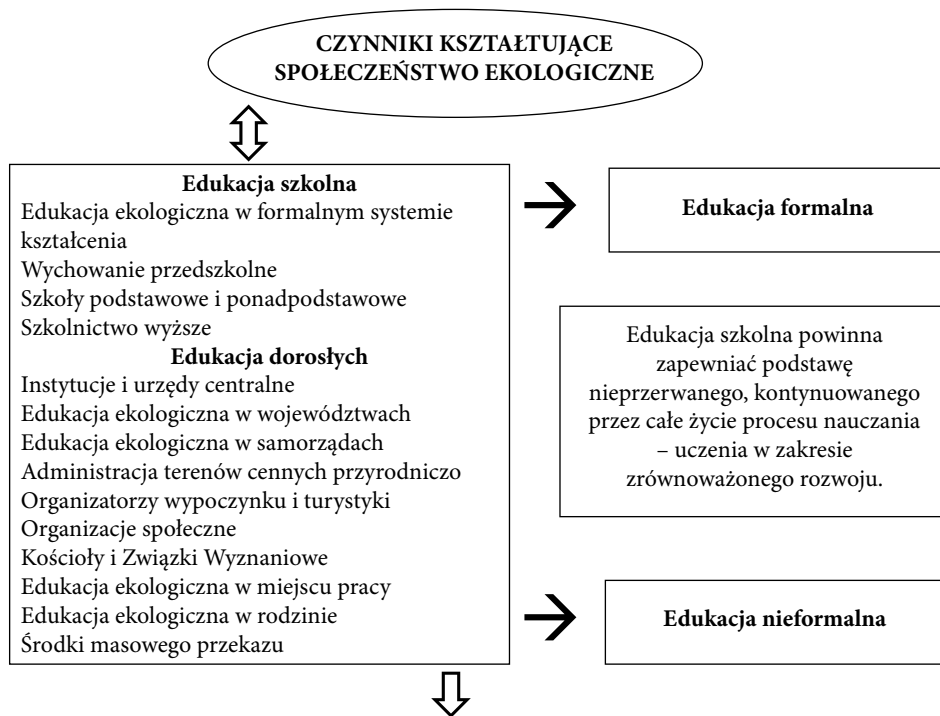 CZYNNIKI KSZTAŁTUJĄCE
SPOŁECZEŃSTWO EKOLOGICZNE
Edukacja szkolna
Edukacja ekologiczna w formalnym systemie
kształcenia
Wychowanie przedszkolne
Szkoły podstawowe i ponadpodstawowe
Szkolnictwo wyższe
Edukacja dorosłych
Instytucje i urzędy centralne
Edukacja ekologiczna w województwach
Edukacja ekologiczna w samorządach
Administracja terenów cennych przyrodniczo
Organizatorzy wypoczynku i turystyki
Organizacje społeczne
Kościoły i Związki Wyznaniowe
Edukacja ekologiczna w miejscu pracy
Edukacja ekologiczna w rodzinie
Środki masowego przekazu
Edukacja formalna
Edukacja szkolna powinna
zapewniać podstawę
nieprzerwanego, kontynuowanego
przez całe życie procesu nauczania
– uczenia w zakresie
zrównoważonego rozwoju.
Edukacja nieformalna